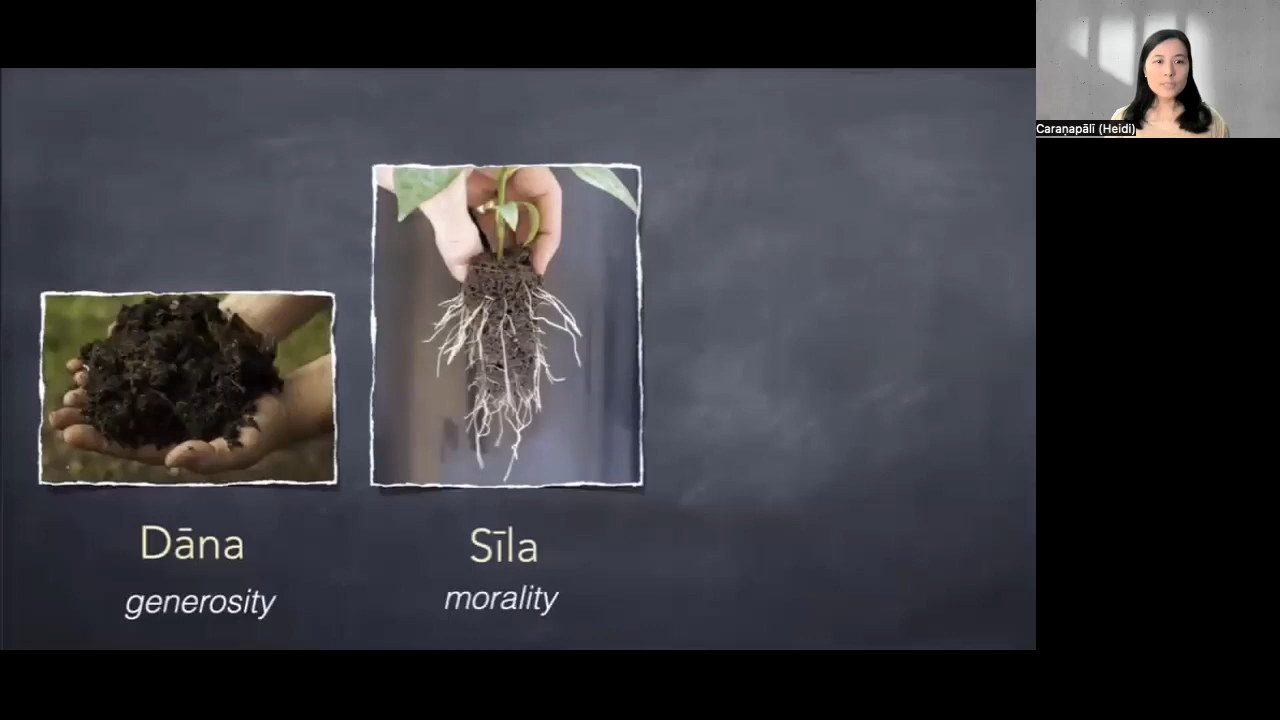 Caraṇapālī (Heidi)
Dāna
generosity
Sīla
morality